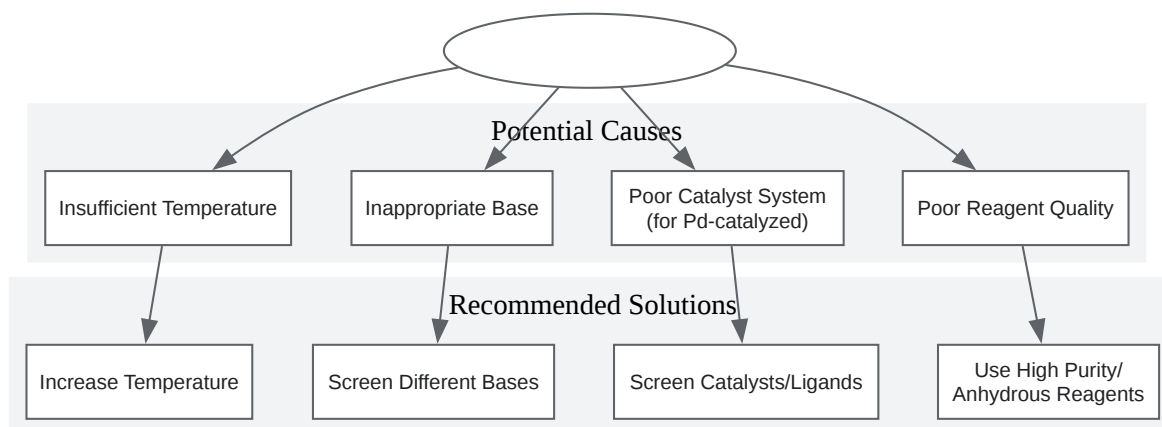 Potential Causes
Insufficient Temperature
Inappropriate Base
Poor Catalyst System
(for Pd-catalyzed)
Poor Reagent Quality
Recommended Solutions
Increase Temperature
Screen Different Bases
Screen Catalysts/Ligands
Use High Purity/
Anhydrous Reagents